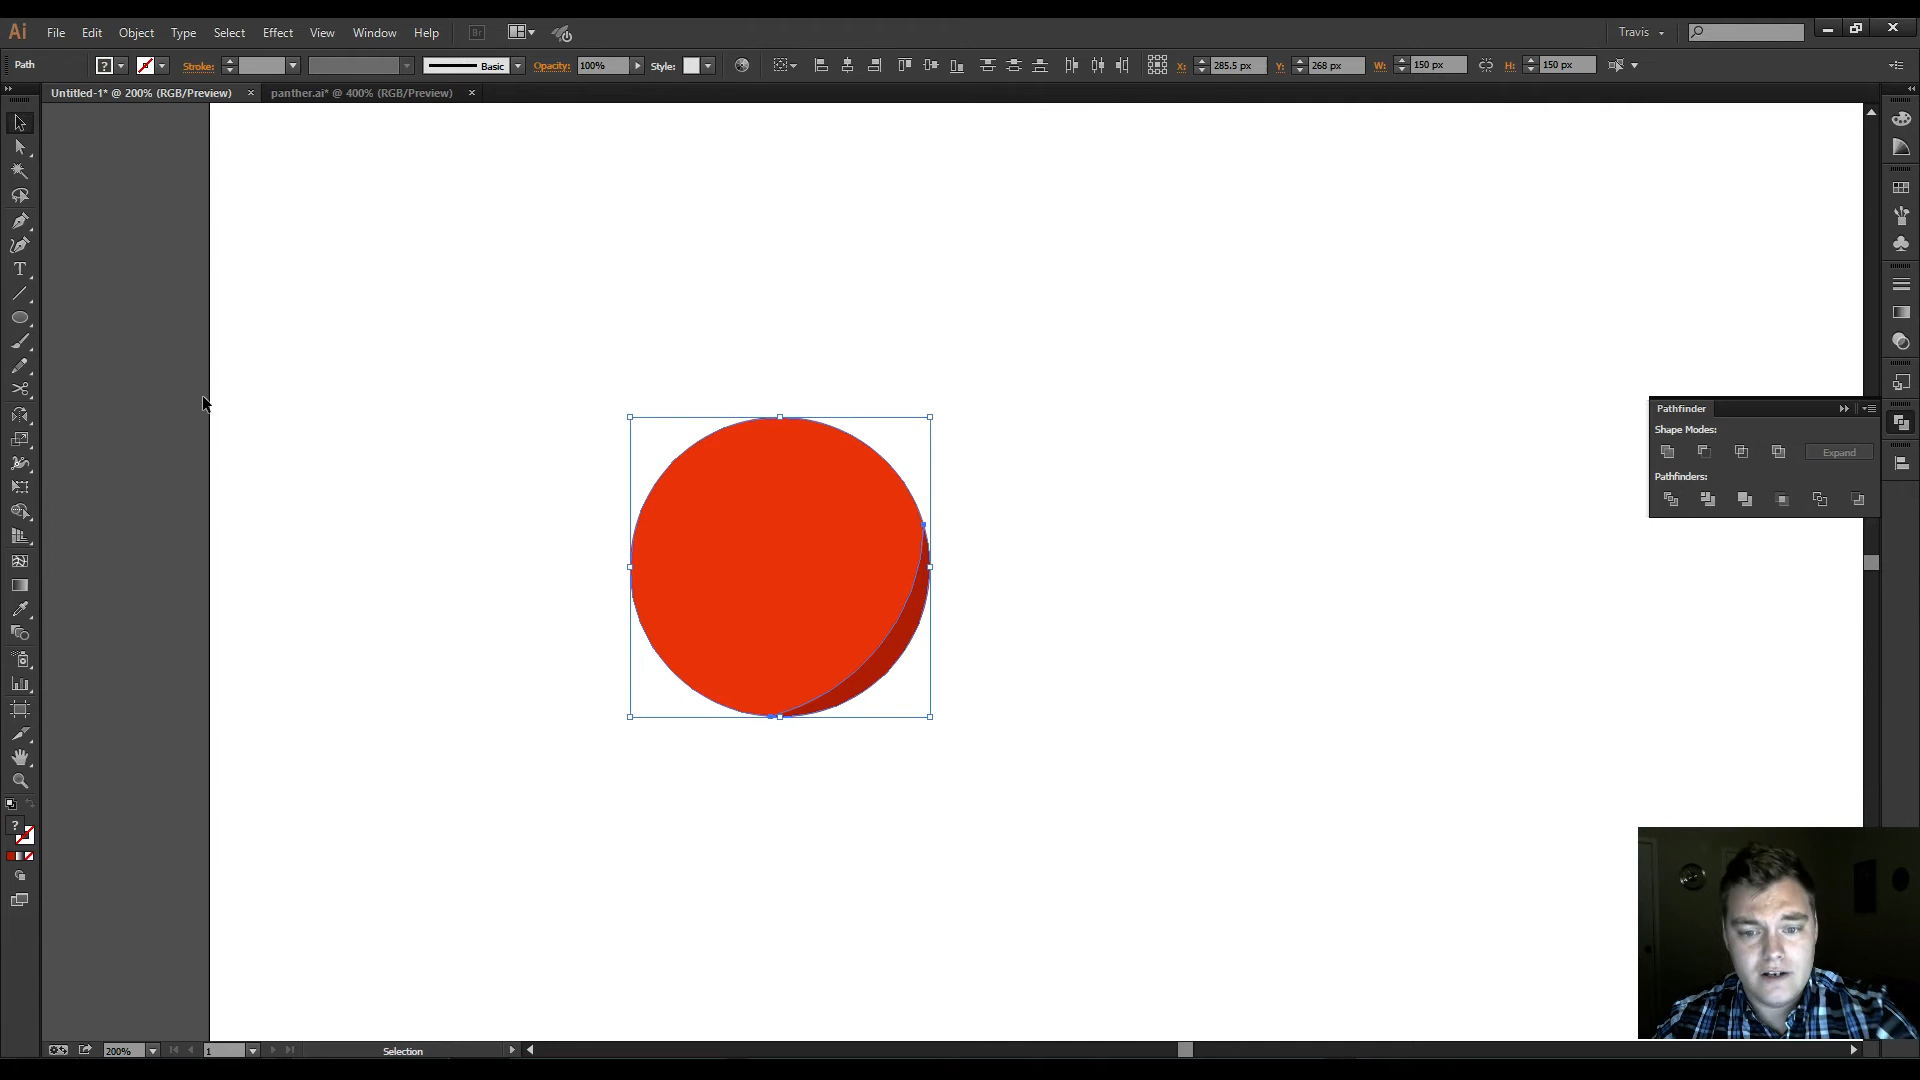 Ai File Edit Object Type Select Effect View Window Help Br Travis
Path ? Stroke: Basic Opacity: 100% Style: X: 285.5 px Y: 268 px W: 150 px H: 150 px
Untitled-1* @ 200% (RGB/Preview) × panther.ai* @ 400% (RGB/Preview) ×
T
Pathfinder
Shape Modes:
Expand
Pathfinders:
?
200% 1 Selection